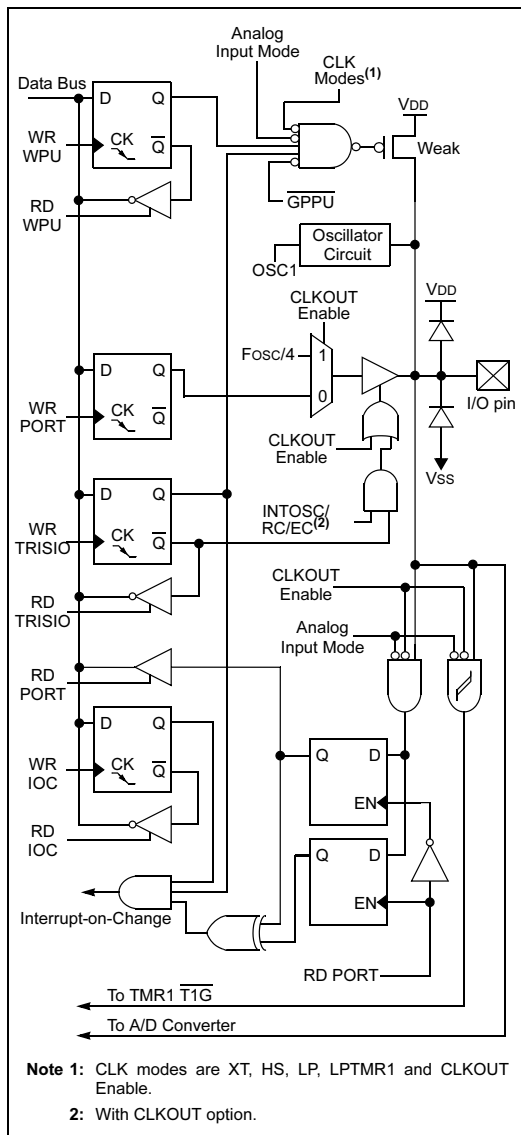 Analog
Input Mode
CLK
Modes(1)
Data Bus
D Q
WR
WPU
CK
Q
VDD
Weak
RD
WPU
GPPU
Oscillator
Circuit
OSC1
CLKOUT
Enable
VDD
FOSC/4
1
0
D Q
WR
PORT
CK
Q
I/O pin
CLKOUT
Enable
VSS
D Q
INTOSC/
RC/EC(2)
WR
TRISIO
CK
Q
CLKOUT
Enable
RD
TRISIO
Analog
Input Mode
RD
PORT
D Q
WR
IOC
CK
Q
Q D
EN
RD
IOC
Q D
EN
Interrupt-on-Change
RD PORT
To TMR1 T1G
To A/D Converter
Note 1: CLK modes are XT, HS, LP, LPTMR1 and CLKOUT
Enable.
2: With CLKOUT option.